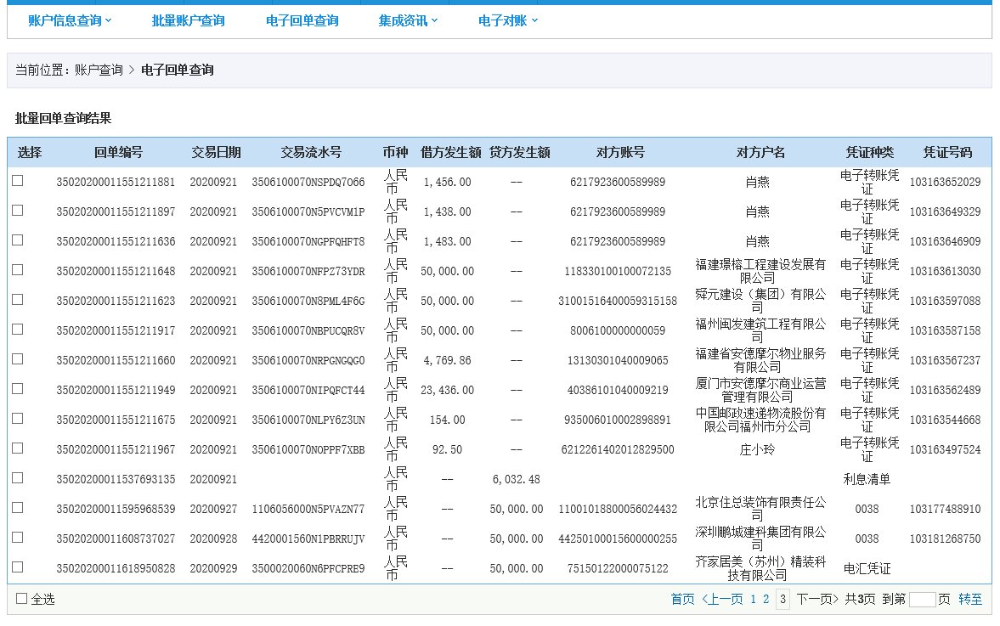 账户信息查询 批量账户查询 电子回单查询 集成资讯 电子对账
当前位置：账户查询 > 电子回单查询
批量回单查询结果
选择 回单编号 交易日期 交易流水号 币种 借方发生额 贷方发生额 对方账号 对方户名 凭证种类 凭证号码
35020200011551211881 20200921 3506100070NSPDQ7066 人民币 1,456.00 -- 6217923600589989 肖燕 电子转账凭证 103163652029
35020200011551211897 20200921 3506100070N5PVCVM1P 人民币 1,438.00 -- 6217923600589989 肖燕 电子转账凭证 103163649329
35020200011551211636 20200921 3506100070NGPFQHFT8 人民币 1,483.00 -- 6217923600589989 肖燕 电子转账凭证 103163646909
35020200011551211648 20200921 3506100070NFPZ73YDR 人民币 50,000.00 -- 118330100100072135 福建璟榕工程建设发展有限公司 电子转账凭证 103163613030
35020200011551211623 20200921 3506100070N8PML4F6G 人民币 50,000.00 -- 31001516400059315158 舜元建设（集团）有限公司 电子转账凭证 103163597088
35020200011551211917 20200921 3506100070NBPUCQR8V 人民币 50,000.00 -- 8006100000000059 福州闽发建筑工程有限公司 电子转账凭证 103163587158
35020200011551211660 20200921 3506100070NRPGNGQG0 人民币 4,769.86 -- 13130301040009065 福建省安德摩尔物业服务有限公司 电子转账凭证 103163567237
35020200011551211949 20200921 3506100070NIPQFCT44 人民币 23,436.00 -- 40386101040009219 厦门市安德摩尔商业运营管理有限公司 电子转账凭证 103163562489
35020200011551211675 20200921 3506100070NLPY6Z3UN 人民币 154.00 -- 935006010002898891 中国邮政速递物流股份有限公司福州市分公司 电子转账凭证 103163544668
35020200011551211967 20200921 3506100070NOPPF7XBB 人民币 92.50 -- 6212261402012829500 庄小玲 电子转账凭证 103163497524
35020200011537693135 20200921 人民币 -- 6,032.48 利息清单
35020200011595968539 20200927 1106056000N5PVAZN77 人民币 -- 50,000.00 11001018800056024432 北京住总装饰有限责任公司 0038 103177488910
35020200011608737027 20200928 4420001560N1PBRRUJV 人民币 -- 50,000.00 44250100015600000255 深圳鹏城建科集团有限公司 0038 103181268750
35020200011618950828 20200929 3500020060N6PFCPRE9 人民币 -- 50,000.00 75150122000075122 齐家居美（苏州）精装科技有限公司 电汇凭证
全选 首页 <上一页 1 2 3 下一页> 共3页 到第 页 转至